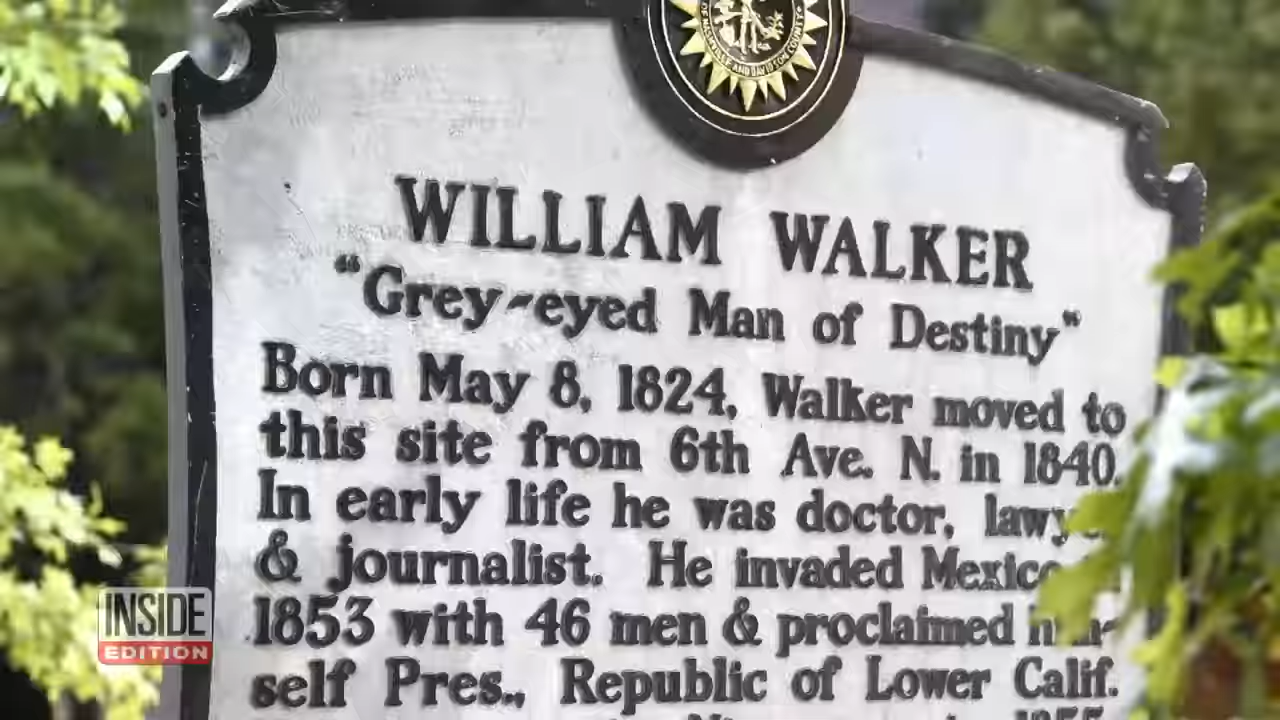 WILLIAM WALKER
"Grey-eyed Man of Destiny"
Born May 8, 1824, Walker moved to
this site from 6th Ave. N. in 1840.
In early life he was doctor,
& journalist. He invaded
1853 with 46 men & proclaimed
self Pres., Republic of Lower Calif.
INSIDE
EDITION